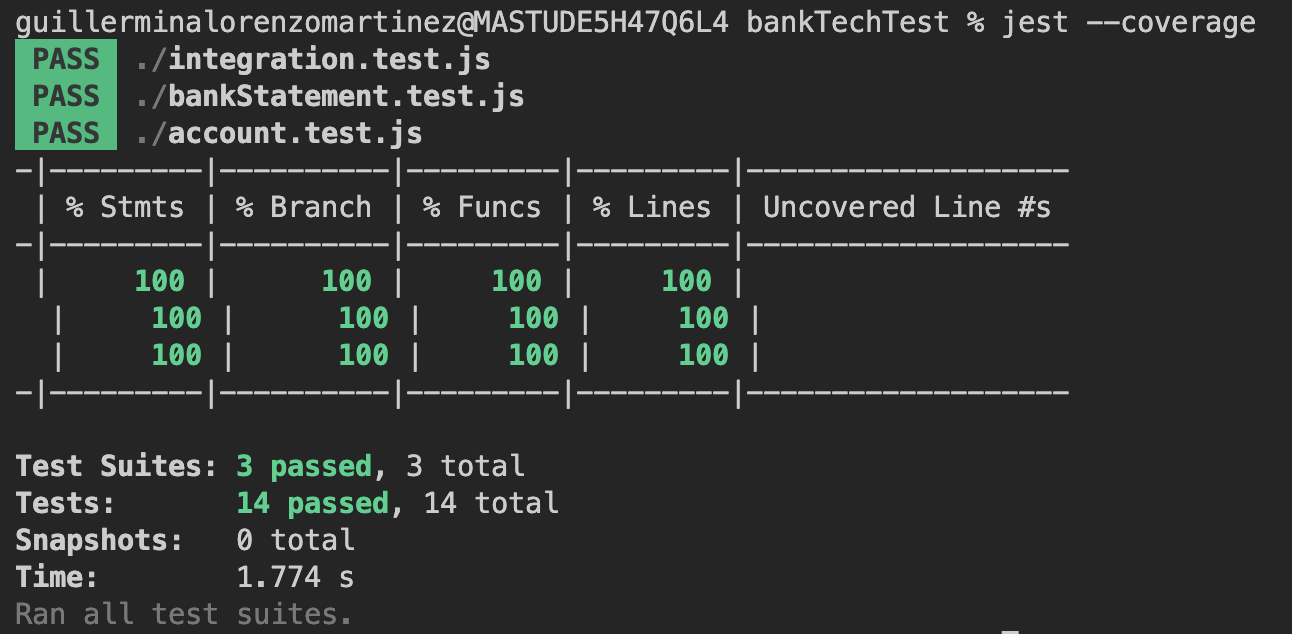 guillerminalorenzomartinez@MASTUDE5H47Q6L4 bankTechTest % jest --coverage
PASS ./integration.test.js
PASS ./bankStatement.test.js
PASS ./account.test.js
-|---------|----------|---------|---------|-------------------
 | % Stmts | % Branch | % Funcs | % Lines | Uncovered Line #s
-|---------|----------|---------|---------|-------------------
 |     100 |      100 |     100 |     100 |
  |     100 |      100 |     100 |     100 |
  |     100 |      100 |     100 |     100 |
-|---------|----------|---------|---------|-------------------
Test Suites: 3 passed, 3 total
Tests:       14 passed, 14 total
Snapshots:   0 total
Time:        1.774 s
Ran all test suites.